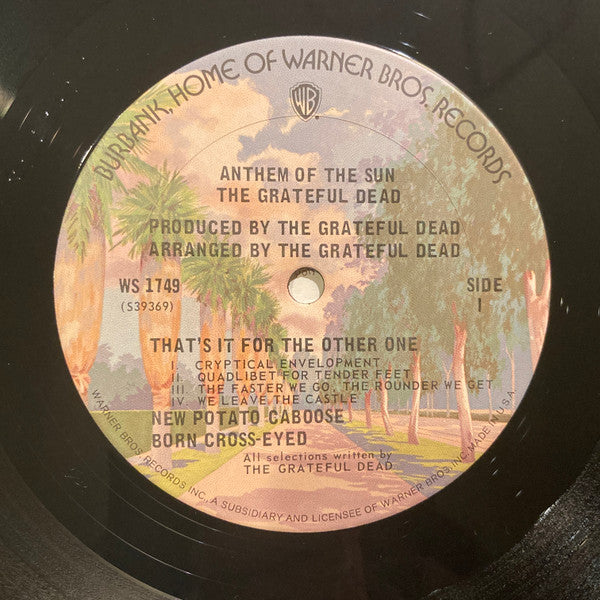 BURBANK, HOME OF WARNER BROS. RECORDS
WB
ANTHEM OF THE SUN
THE GRATEFUL DEAD
PRODUCED BY THE GRATEFUL DEAD
ARRANGED BY THE GRATEFUL DEAD
WS 1749
(S39369)
SIDE
1
THAT'S IT FOR THE OTHER ONE
I. CRYPTICAL ENVELOPMENT
II. QUADLIBET FOR TENDER FEET
III. THE FASTER WE GO, THE ROUNDER WE GET
IV. WE LEAVE THE CASTLE
NEW POTATO CABOOSE
BORN CROSS-EYED
All selections written by
THE GRATEFUL DEAD
WARNER BROS. RECORDS INC., A SUBSIDIARY AND LICENSEE OF WARNER BROS. INC. MADE IN U.S.A.